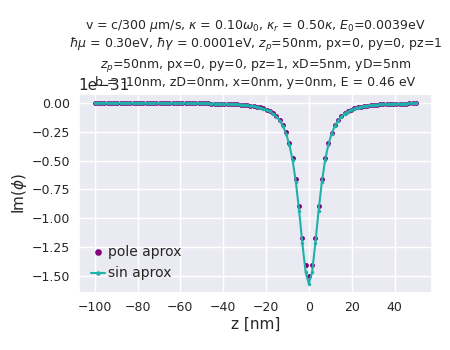 v = c/300 μm/s, κ = 0.10ω₀, κᵣ = 0.50κ, E₀=0.0039eV
ħμ = 0.30eV, ħγ = 0.0001eV, zₚ=50nm, px=0, py=0, pz=1
zₚ=50nm, px=0, py=0, pz=1, xD=5nm, yD=5nm
b = -10nm, zD=0nm, x=0nm, y=0nm, E = 0.46 eV
1e−31
0.00
−0.25
−0.50
−0.75
−1.00
−1.25
−1.50
Im(ϕ)
pole aprox
sin aprox
−100 −80 −60 −40 −20 0 20 40
z [nm]